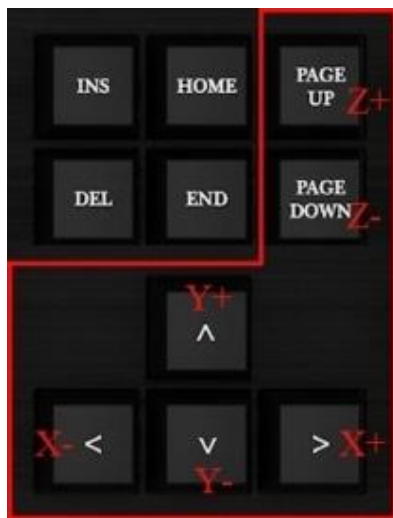 INS HOME PAGE UP Z+
DEL END PAGE DOWN Z-
Y+
^
X- < v > X+
Y-